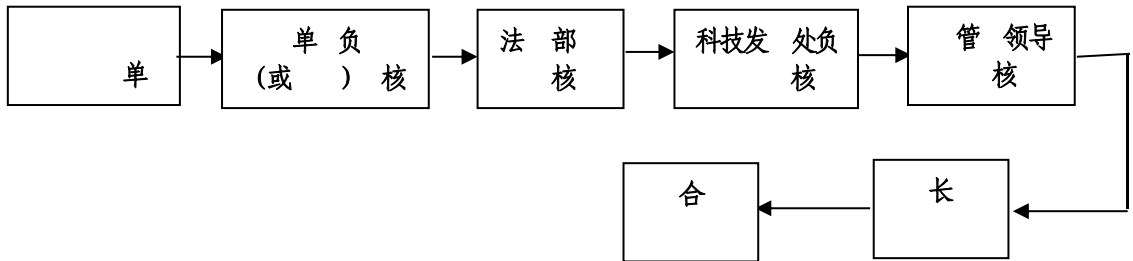 单
单 负
(或 ) 核
法 部
核
科技发 处负
核
管 领导
核
长
合